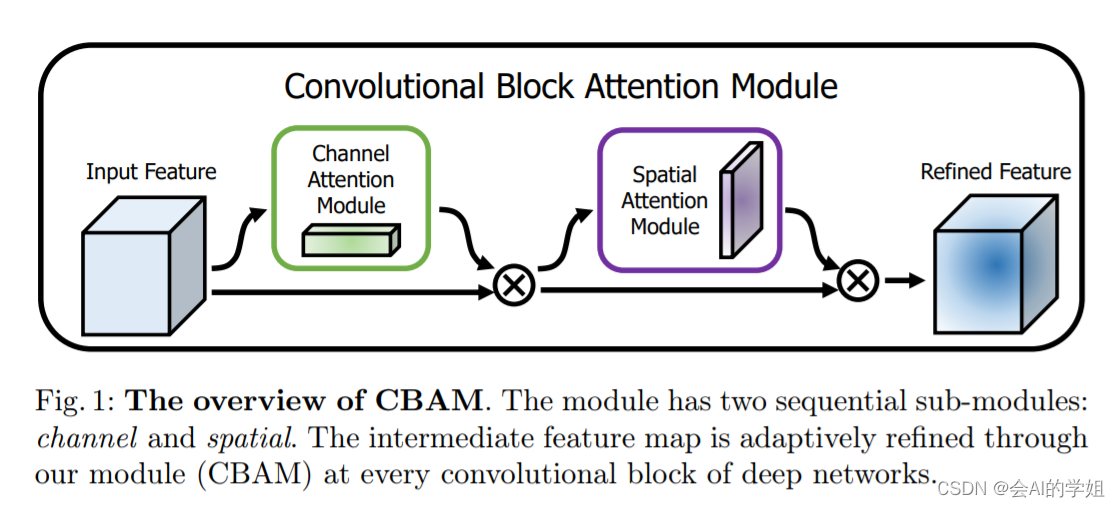 Convolutional Block Attention Module
Input Feature
Channel
Attention
Module
Spatial
Attention
Module
Refined Feature
Fig. 1: The overview of CBAM. The module has two sequential sub-modules:
channel and spatial. The intermediate feature map is adaptively refined through
our module (CBAM) at every convolutional block of deep networks.
CSDN @会AI的学姐